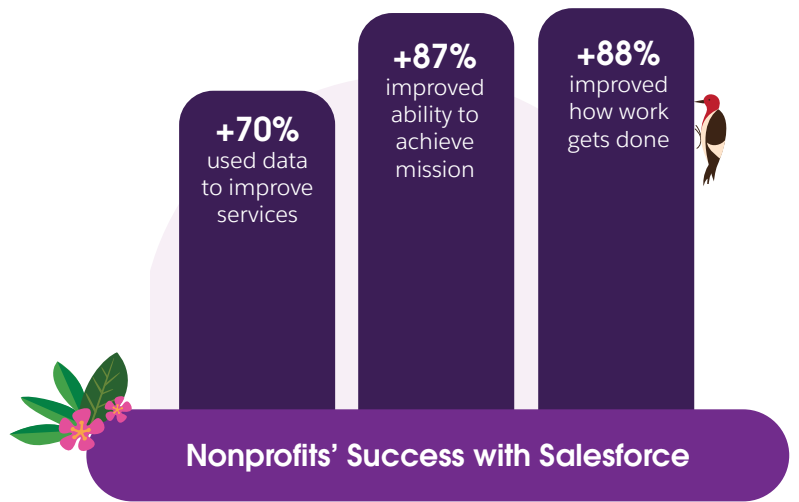 +70%
used data
to improve
services
+87%
improved
ability to
achieve
mission
+88%
improved
how work
gets done
Nonprofits’ Success with Salesforce